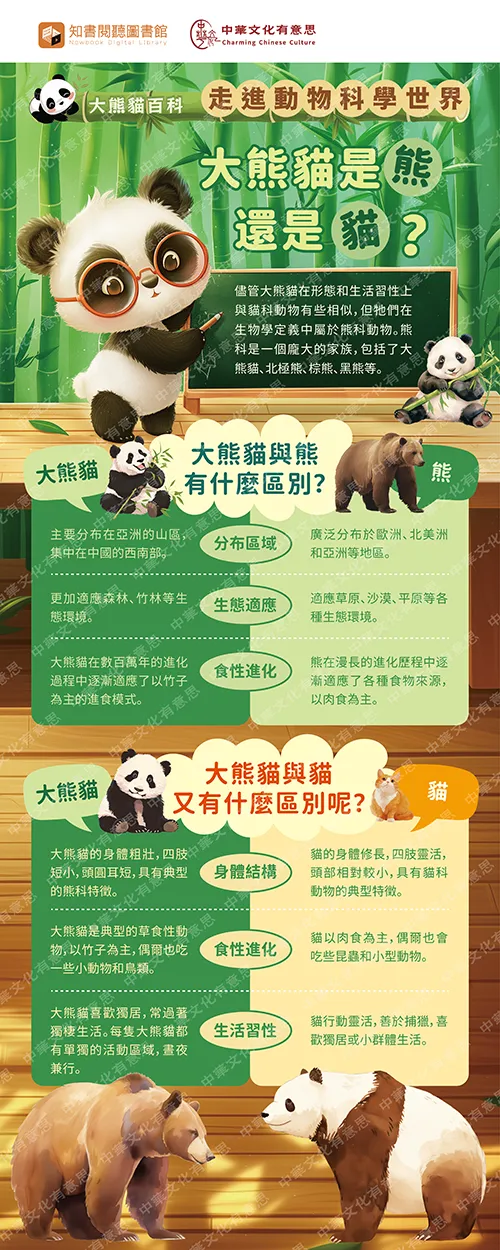 知書閱聽圖書館
Nowbook Digital Library
中華文化有意思
Charming Chinese Culture
大熊貓百科
走進動物科學世界
大熊貓是熊
還是貓？
儘管大熊貓在形態和生活習性上
與貓科動物有些相似，但牠們在
生物學定義中屬於熊科動物。熊
科是一個龐大的家族，包括了大
熊貓、北極熊、棕熊、黑熊等。
大熊貓
大熊貓與熊
有什麼區別？
熊
主要分布在亞洲的山區，
集中在中國的西南部。
分布區域
廣泛分布於歐洲、北美洲
和亞洲等地區。
更加適應森林、竹林等生
態環境。
生態適應
適應草原、沙漠、平原等各
種生態環境。
大熊貓在數百萬年的進化
過程中逐漸適應了以竹子
為主的進食模式。
食性進化
熊在漫長的進化歷程中逐
漸適應了各種食物來源，
以肉食為主。
大熊貓
大熊貓與貓
又有什麼區別呢？
貓
大熊貓的身體粗壯，四肢
短小，頭圓耳短，具有典型
的熊科特徵。
身體結構
貓的身體修長，四肢靈活，
頭部相對較小，具有貓科
動物的典型特徵。
大熊貓是典型的草食性動
物，以竹子為主，偶爾也吃
一些小動物和鳥類。
食性進化
貓以肉食為主，偶爾也會
吃些昆蟲和小型動物。
大熊貓喜歡獨居，常過著
獨棲生活。每隻大熊貓都
有單獨的活動區域，晝夜
兼行。
生活習性
貓行動靈活，善於捕獵，喜
歡獨居或小群體生活。